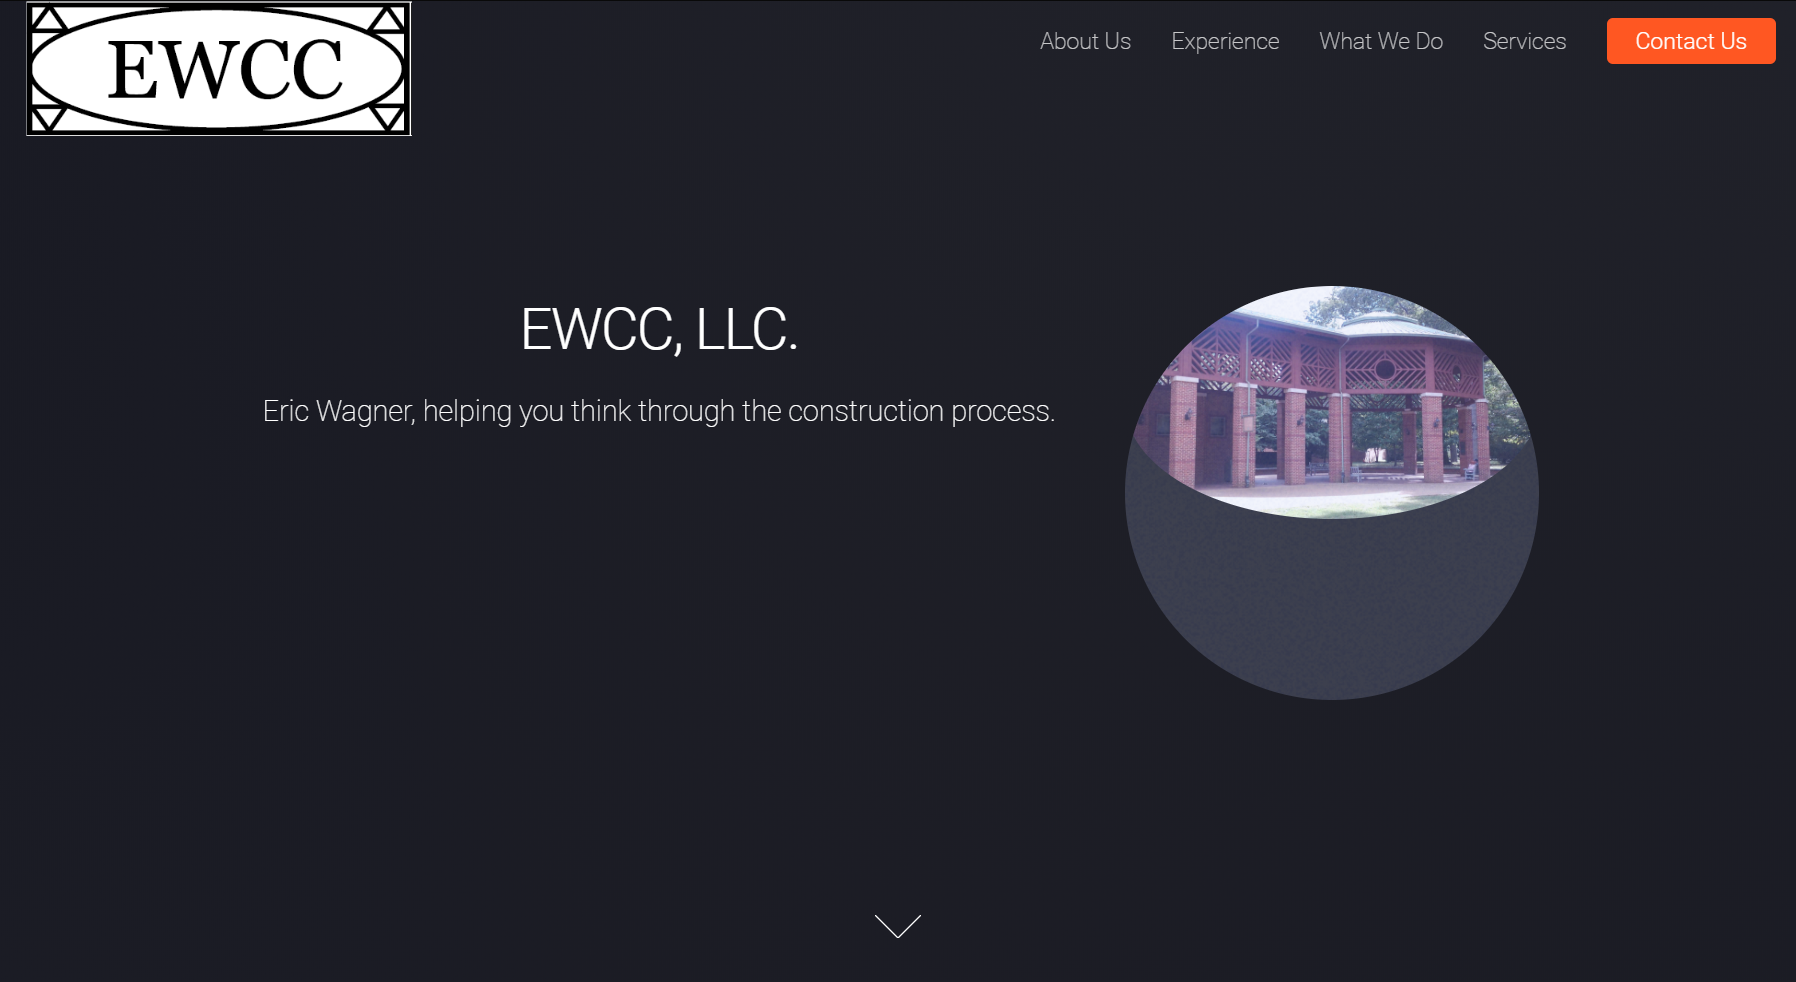 EWCC
About Us
Experience
What We Do
Services
Contact Us
EWCC, LLC.
Eric Wagner, helping you think through the construction process.